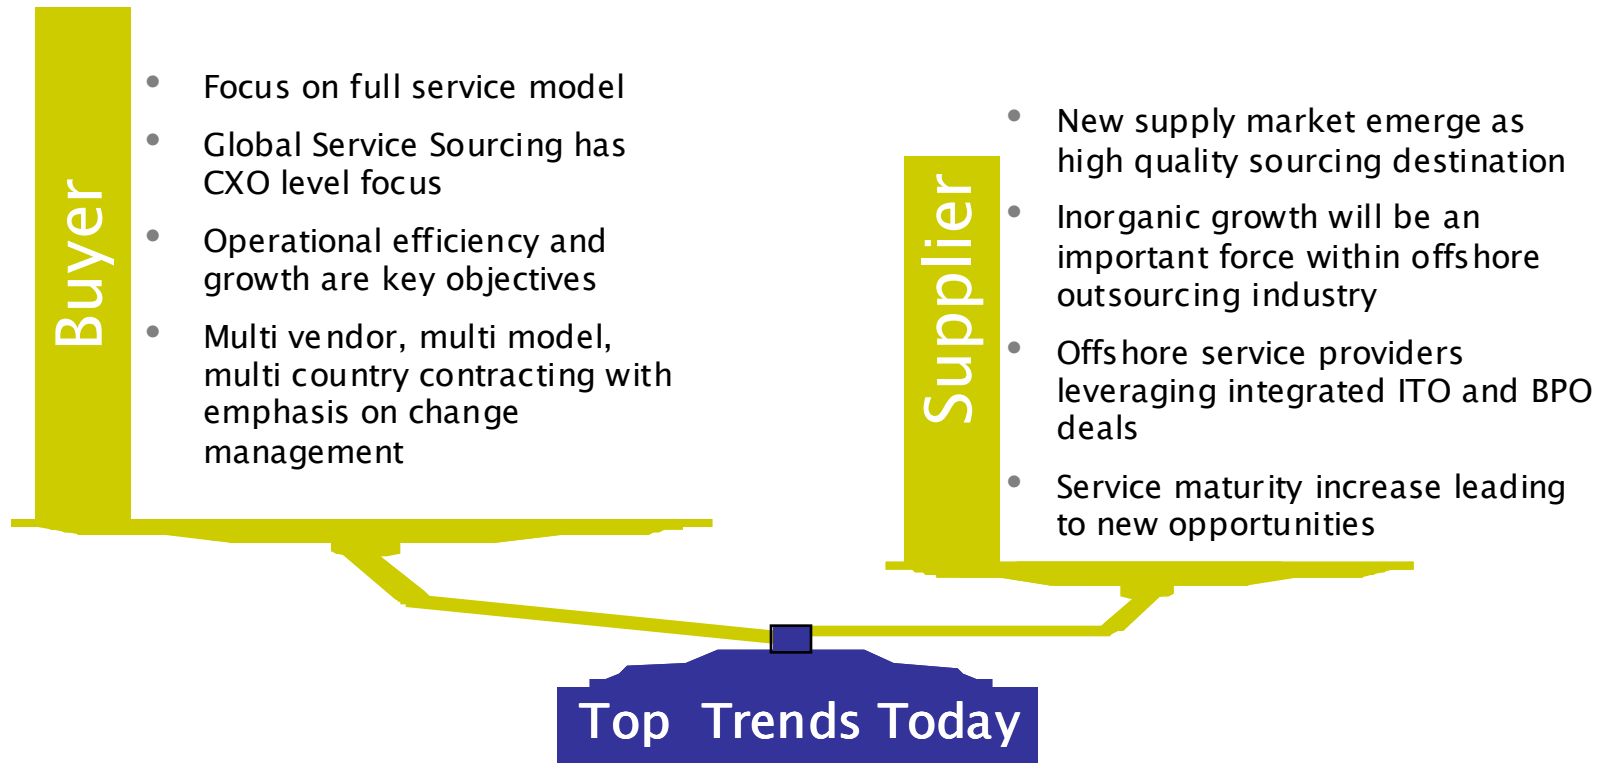 Buyer
• Focus on full service model
• Global Service Sourcing has
CXO level focus
• Operational efficiency and
growth are key objectives
• Multi vendor, multi model,
multi country contracting with
emphasis on change
management
Supplier
• New supply market emerge as
high quality sourcing destination
• Inorganic growth will be an
important force within offshore
outsourcing industry
• Offshore service providers
leveraging integrated ITO and BPO
deals
• Service maturity increase leading
to new opportunities
Top Trends Today